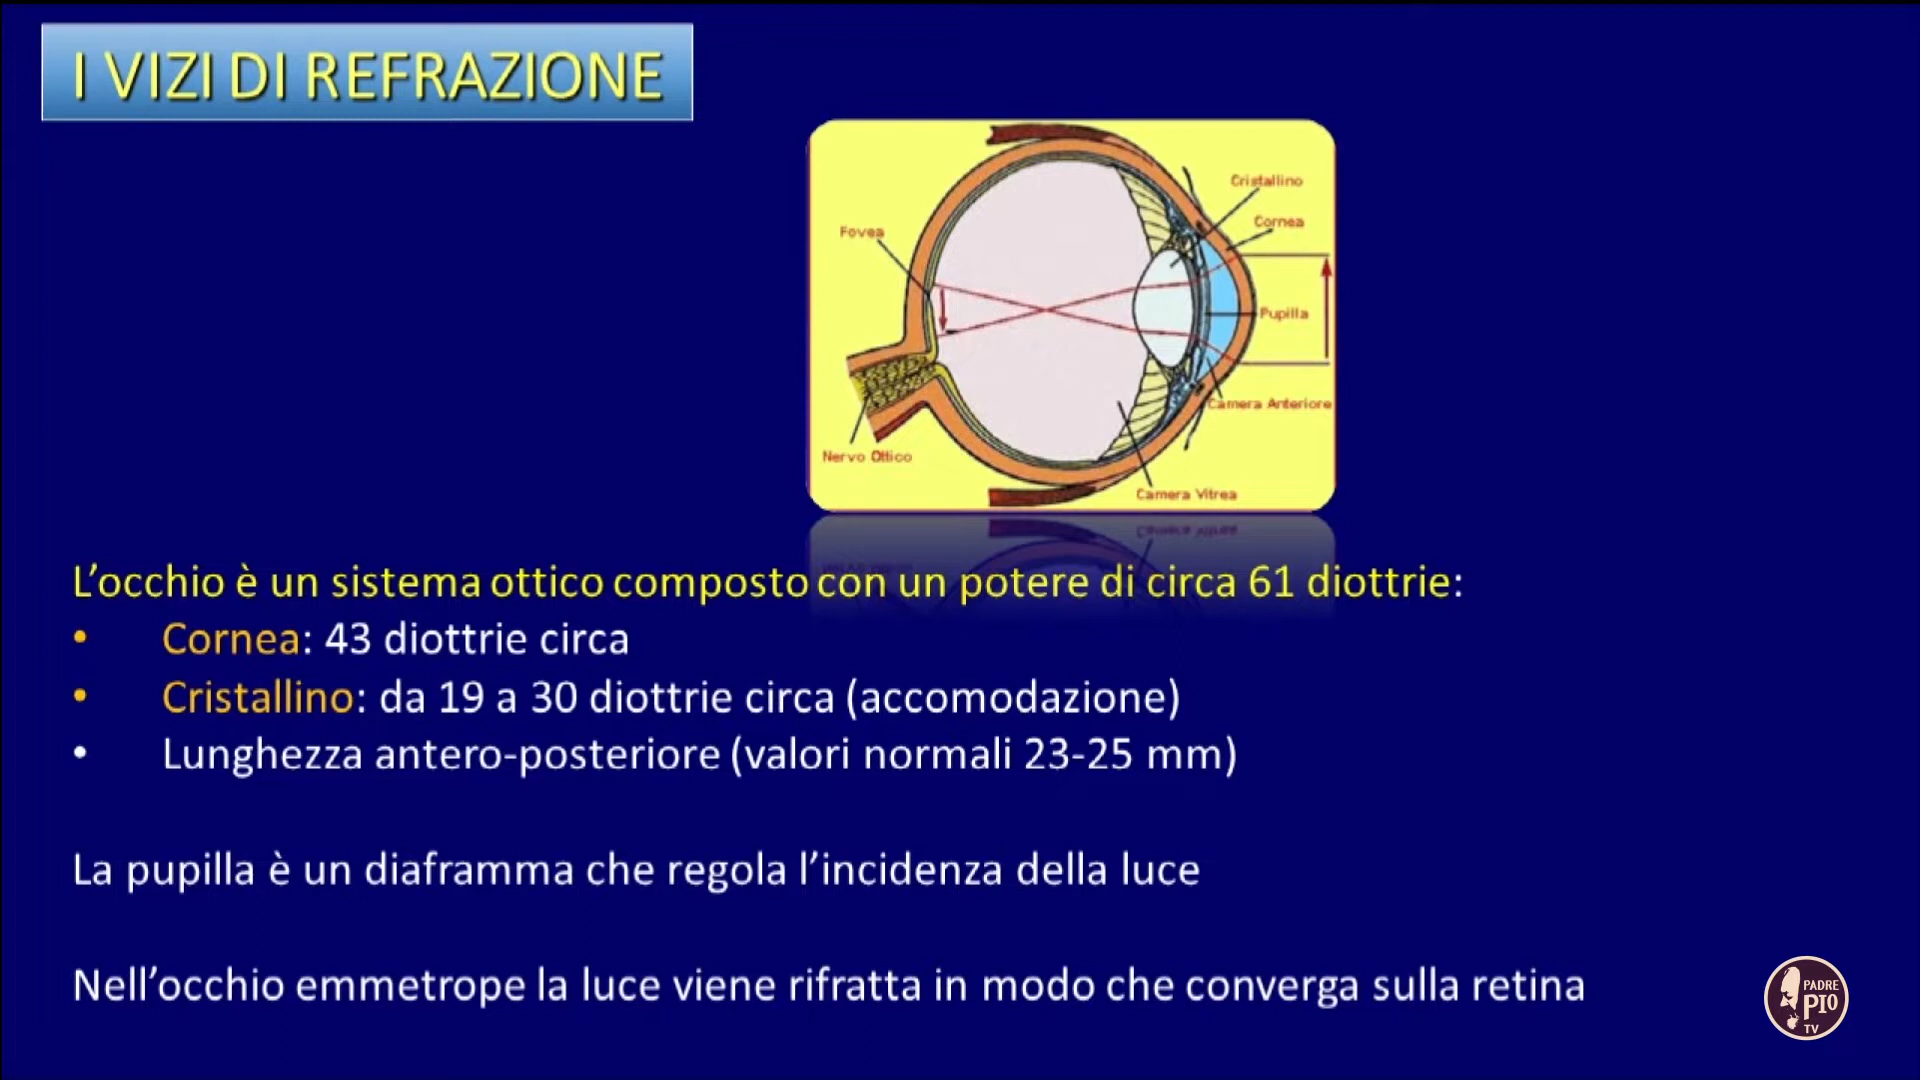 I VIZI DI REFRAZIONE
Cristallino
Cornea
Fovea
Pupilla
Camera Anteriore
Nervo Ottico
Camera Vitrea
L'occhio è un sistema ottico composto con un potere di circa 61 diottrie:
• Cornea: 43 diottrie circa
• Cristallino: da 19 a 30 diottrie circa (accomodazione)
• Lunghezza antero-posteriore (valori normali 23-25 mm)
La pupilla è un diaframma che regola l'incidenza della luce
Nell'occhio emmetrope la luce viene rifratta in modo che converga sulla retina
PADRE
PIO
TV